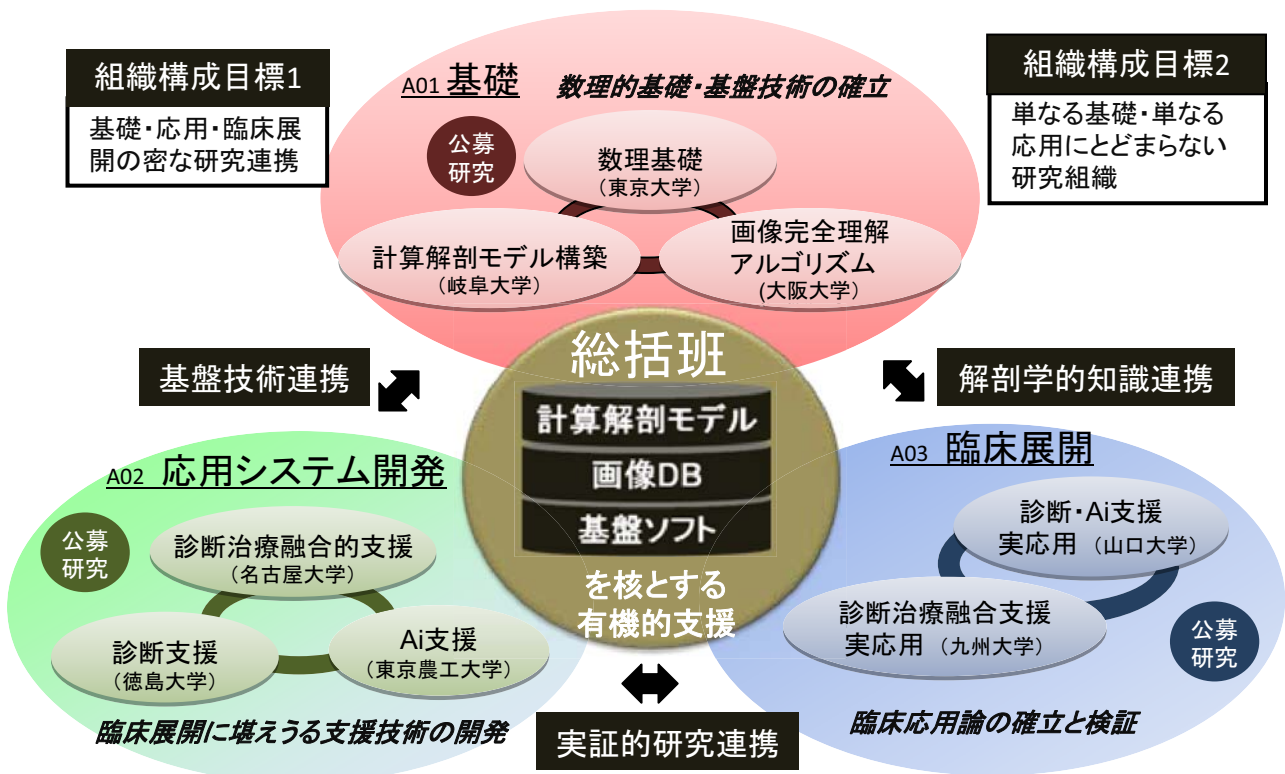 組織構成目標1
基礎・応用・臨床展
開の密な研究連携
A01 基礎
数理的基礎・基盤技術の確立
組織構成目標2
単なる基礎・単なる
応用にとどまらない
研究組織
公募
研究
数理基礎
(東京大学)
計算解剖モデル構築
(岐阜大学)
画像完全理解
アルゴリズム
(大阪大学)
基盤技術連携
総括班
計算解剖モデル
画像DB
基盤ソフト
を核とする
有機的支援
解剖学的知識連携
A02 応用システム開発
公募
研究
診断治療融合的支援
(名古屋大学)
診断支援
(徳島大学)
Ai支援
(東京農工大学)
臨床展開に堪えうる支援技術の開発
A03 臨床展開
診断・Ai支援
実応用 (山口大学)
診断治療融合支援
実応用 (九州大学)
公募
研究
臨床応用論の確立と検証
実証的研究連携